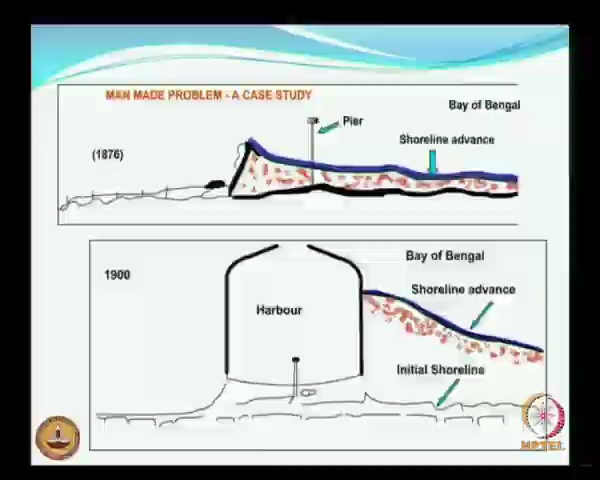 MAN MADE PROBLEM - A CASE STUDY
Bay of Bengal
Pier
Shoreline advance
(1876)
Bay of Bengal
1900
Shoreline advance
Harbour
Initial Shoreline
NPTEL